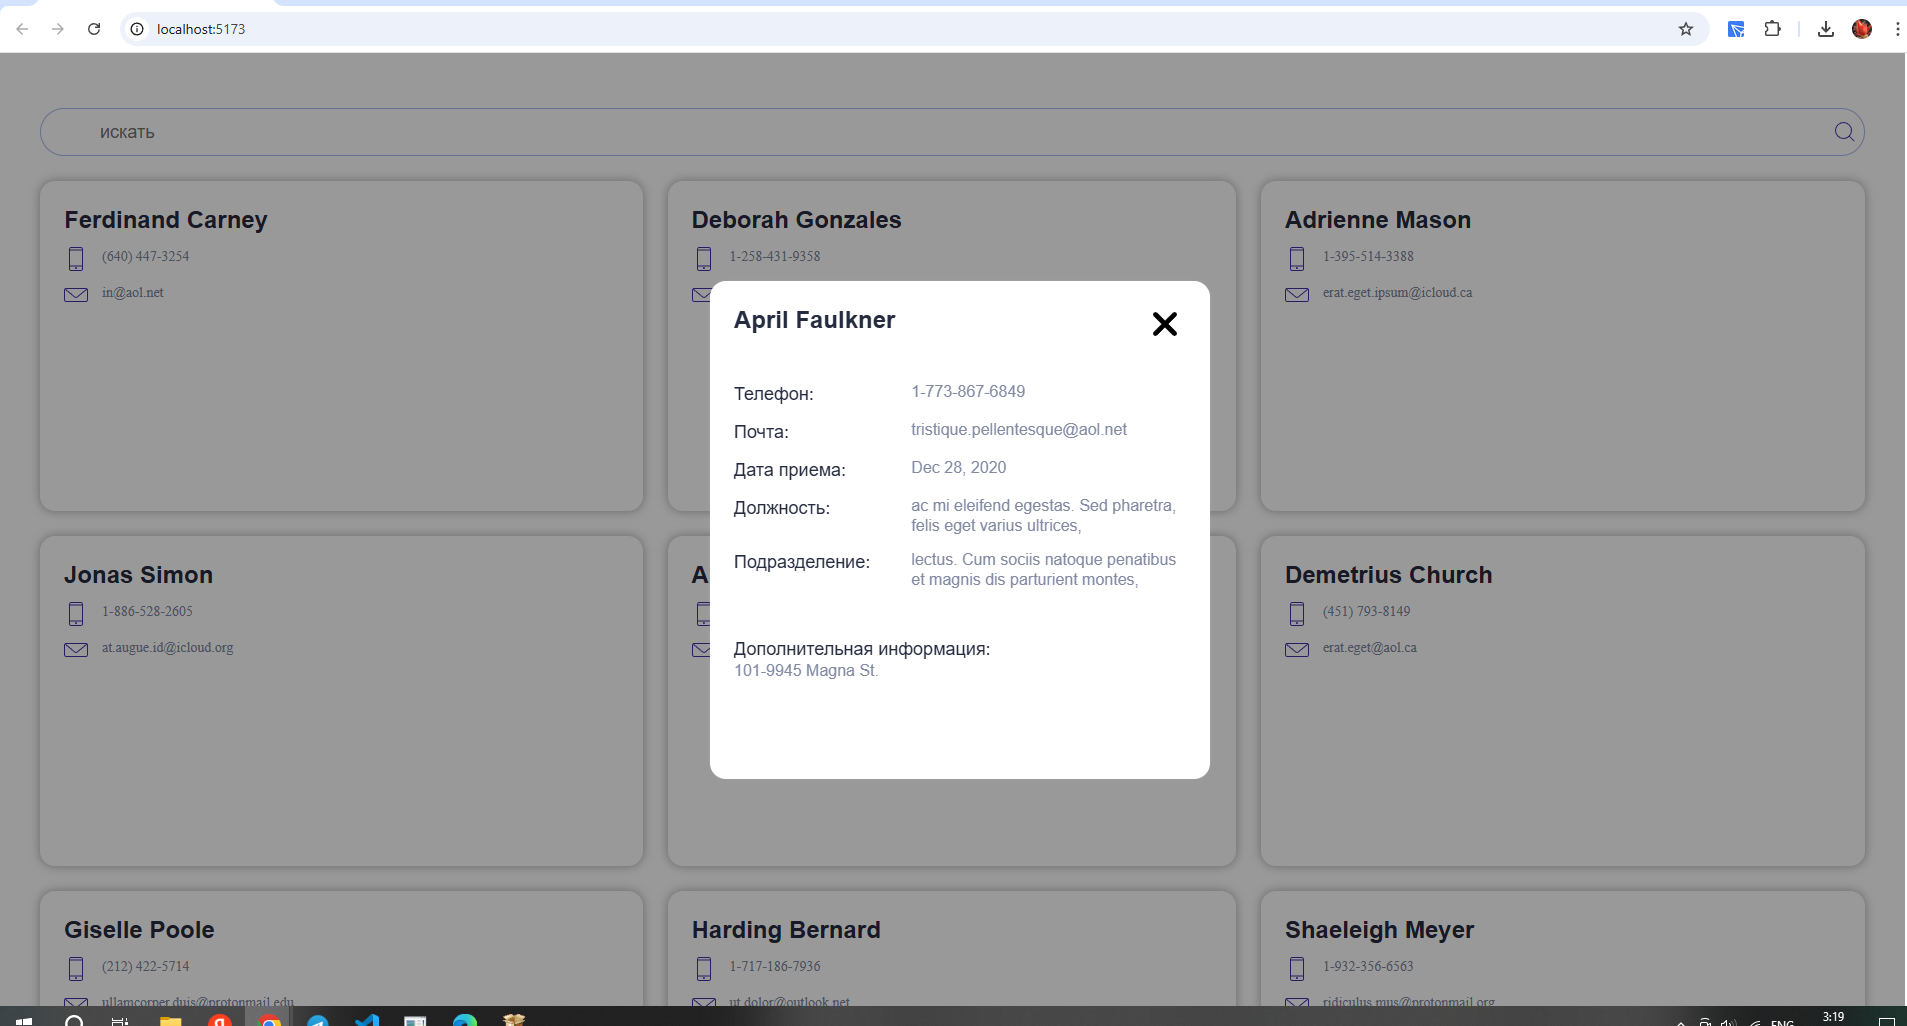 localhost:5173
искать
Ferdinand Carney
(640) 447-3254
in@aol.net
Deborah Gonzales
1-258-431-9358
Adrienne Mason
1-395-514-3388
erat.eget.ipsum@icloud.ca
April Faulkner
Телефон: 1-773-867-6849
Почта: tristique.pellentesque@aol.net
Дата приема: Dec 28, 2020
Должность: ac mi eleifend egestas. Sed pharetra,
felis eget varius ultrices,
Подразделение: lectus. Cum sociis natoque penatibus
et magnis dis parturient montes,
Дополнительная информация:
101-9945 Magna St.
Jonas Simon
1-886-528-2605
at.augue.id@icloud.org
A
Demetrius Church
(451) 793-8149
erat.eget@aol.ca
Giselle Poole
(212) 422-5714
ullamcorper.duis@protonmail.edu
Harding Bernard
1-717-186-7936
ut.dolor@outlook.net
Shaeleigh Meyer
1-932-356-6563
ridiculus.mus@protonmail.org
ENG
3:19